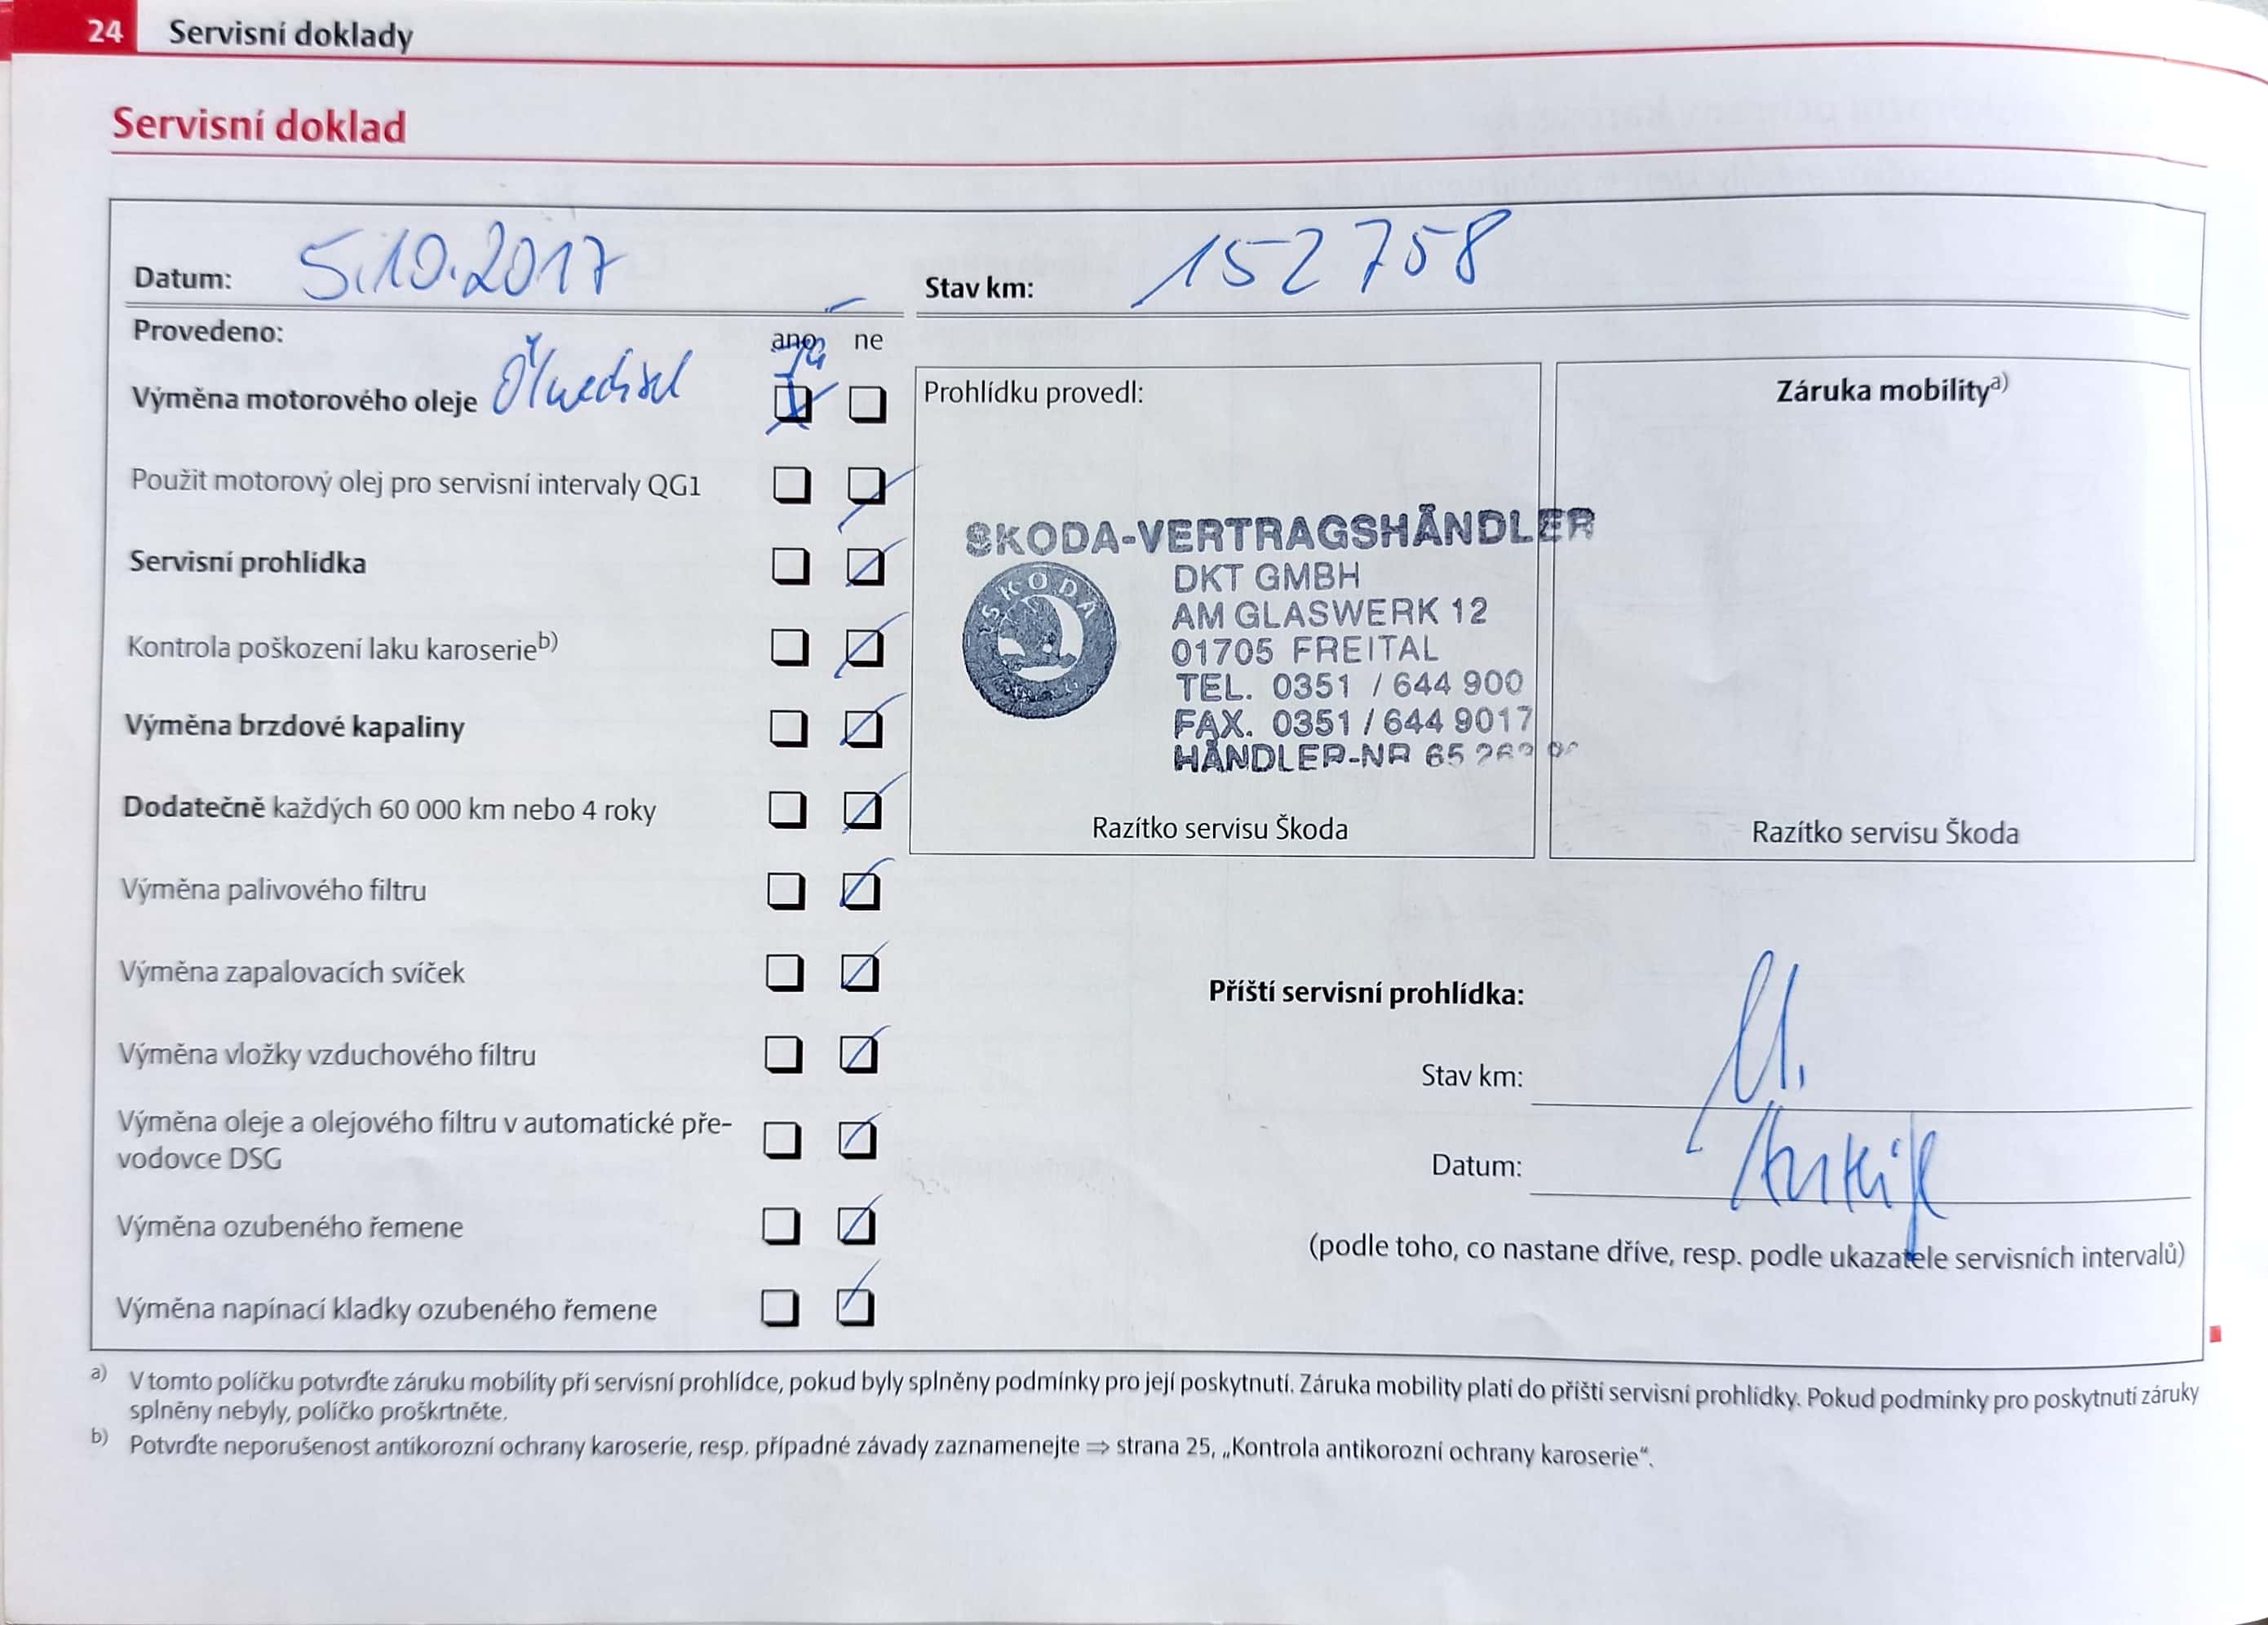 24 Servisní doklady
Servisní doklad
Datum: 5.10.2017
Stav km: 152758
Provedeno:
ano ne
Ja
Výměna motorového oleje Ölwechsel
Použit motorový olej pro servisní intervaly QG1
Servisní prohlídka
Kontrola poškození laku karoserie b)
Výměna brzdové kapaliny
Dodatečně každých 60 000 km nebo 4 roky
Výměna palivového filtru
Výměna zapalovacích svíček
Výměna vložky vzduchového filtru
Výměna oleje a olejového filtru v automatické pře-
vodovce DSG
Výměna ozubeného řemene
Výměna napínací kladky ozubeného řemene
Prohlídku provedl:
SKODA-VERTRAGSHÄNDLER
SKODA
DKT GMBH
AM GLASWERK 12
01705 FREITAL
TEL. 0351 / 644 900
FAX. 0351 / 644 9017
HÄNDLER-NR 65
Razítko servisu Škoda
Záruka mobility a)
Razítko servisu Škoda
Příští servisní prohlídka:
Stav km:
Datum:
(podle toho, co nastane dříve, resp. podle ukazatele servisních intervalů)
a) V tomto políčku potvrďte záruku mobility při servisní prohlídce, pokud byly splněny podmínky pro její poskytnutí. Záruka mobility platí do příští servisní prohlídky. Pokud podmínky pro poskytnutí záruky
splněny nebyly, políčko proškrtněte.
b) Potvrďte neporušenost antikorozní ochrany karoserie, resp. případné závady zaznamenejte ⇒ strana 25, „Kontrola antikorozní ochrany karoserie“.